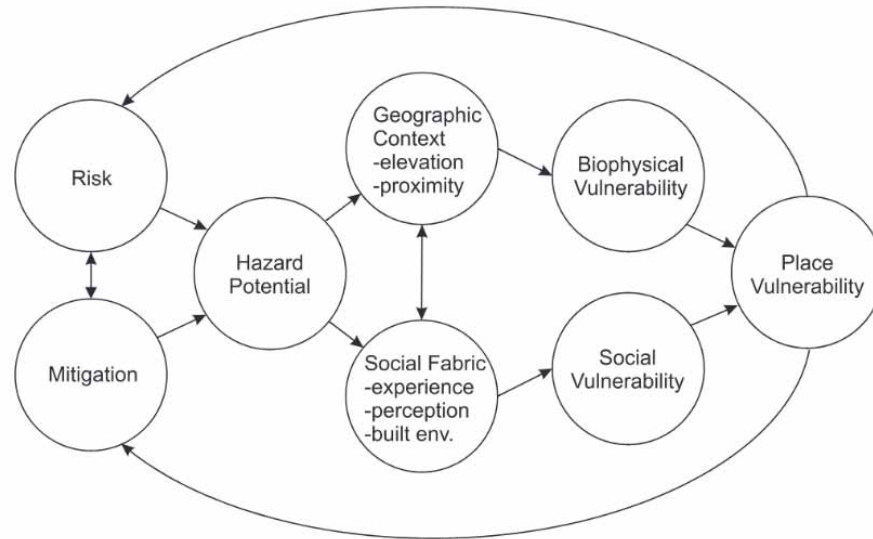 Risk
Mitigation
Hazard
Potential
Geographic
Context
-elevation
-proximity
Social Fabric
-experience
-perception
-built env.
Biophysical
Vulnerability
Social
Vulnerability
Place
Vulnerability